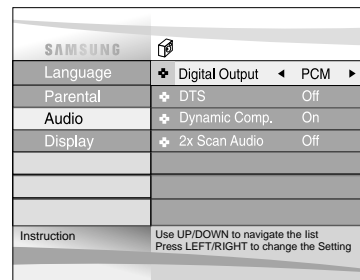 SAMSUNG
Language
Parental
Audio
Display
Digital Output ◄ PCM ►
DTS Off
Dynamic Comp. On
2x Scan Audio Off
Instruction
Use UP/DOWN to navigate the list
Press LEFT/RIGHT to change the Setting